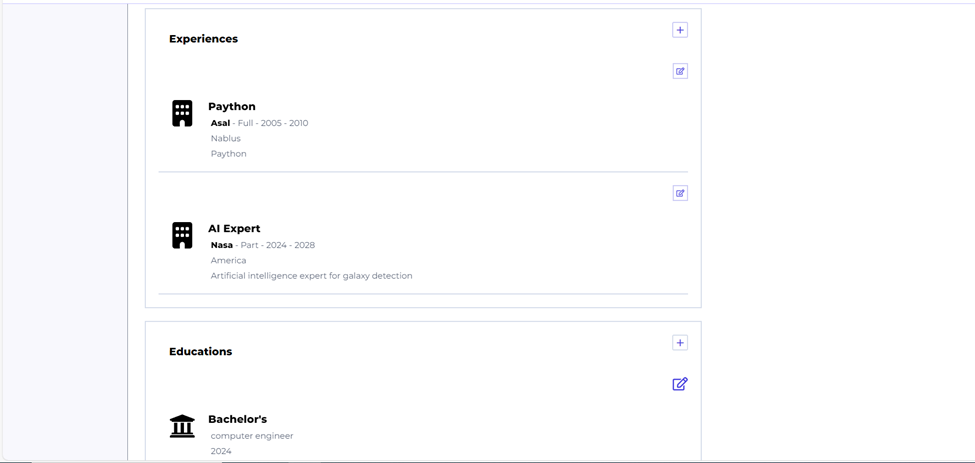 Experiences
Paython
Asal - Full - 2005 - 2010
Nablus
Paython
AI Expert
Nasa - Part - 2024 - 2028
America
Artificial intelligence expert for galaxy detection
Educations
Bachelor's
computer engineer
2024